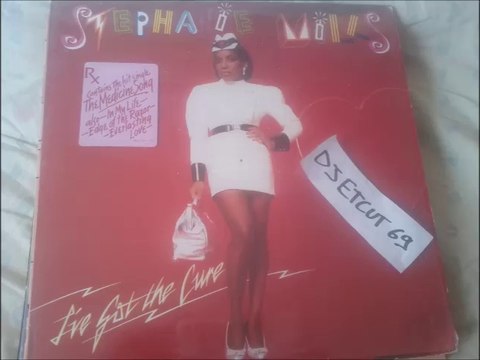 STEPHANIE MILLS
Rx
Contains the hit single
The Medicine Song
also—In My Life—
Edge of The Razor—
Everlasting
Love—
DJ ETCUT 69
I've Got the Cure